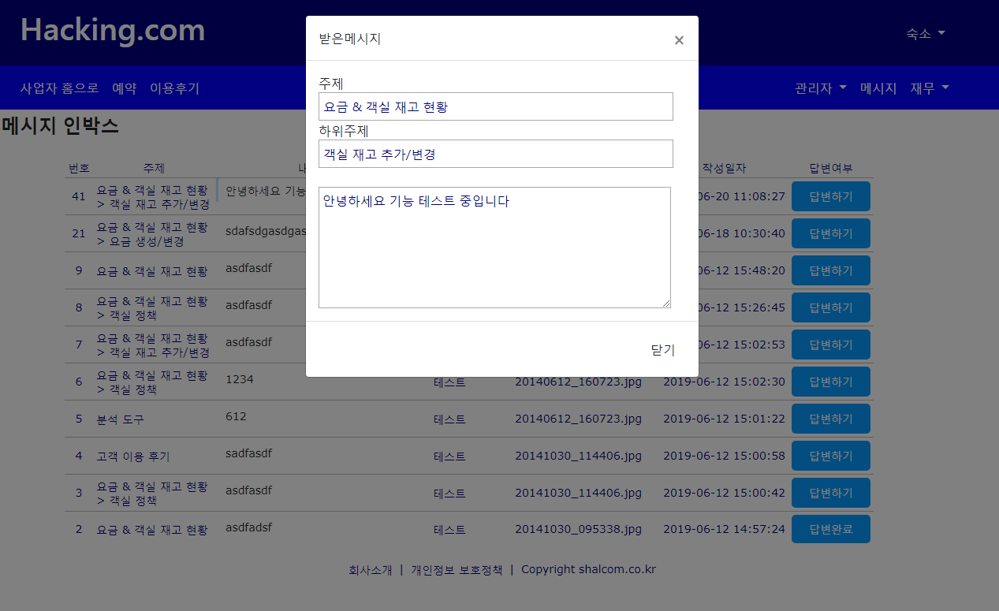 Hacking.com
숙소
사업자 홈으로 예약 이용후기
관리자 메시지 재무
메시지 인박스
받은메시지
×
주제
요금 & 객실 재고 현황
하위주제
객실 재고 추가/변경
안녕하세요 기능 테스트 중입니다
닫기
번호 주제 작성일자 답변여부
41 요금 & 객실 재고 현황 안녕하세요 기능 06-20 11:08:27 답변하기
> 객실 재고 추가/변경
21 요금 & 객실 재고 현황 sdafsdgasdgas 06-18 10:30:40 답변하기
> 요금 생성/변경
9 요금 & 객실 재고 현황 asdfasdf 06-12 15:48:20 답변하기
8 요금 & 객실 재고 현황 asdfasdf 06-12 15:26:45 답변하기
> 객실 정책
7 요금 & 객실 재고 현황 asdfasdf 06-12 15:02:53 답변하기
> 객실 재고 추가/변경
6 요금 & 객실 재고 현황 1234 테스트 20140612_160723.jpg 2019-06-12 15:02:30 답변하기
> 객실 정책
5 분석 도구 612 테스트 20140612_160723.jpg 2019-06-12 15:01:22 답변하기
4 고객 이용 후기 sadfasdf 테스트 20141030_114406.jpg 2019-06-12 15:00:58 답변하기
3 요금 & 객실 재고 현황 asdfasdf 테스트 20141030_114406.jpg 2019-06-12 15:00:42 답변하기
> 객실 정책
2 요금 & 객실 재고 현황 asdfadsf 테스트 20141030_095338.jpg 2019-06-12 14:57:24 답변완료
회사소개 | 개인정보 보호정책 | Copyright shalcom.co.kr